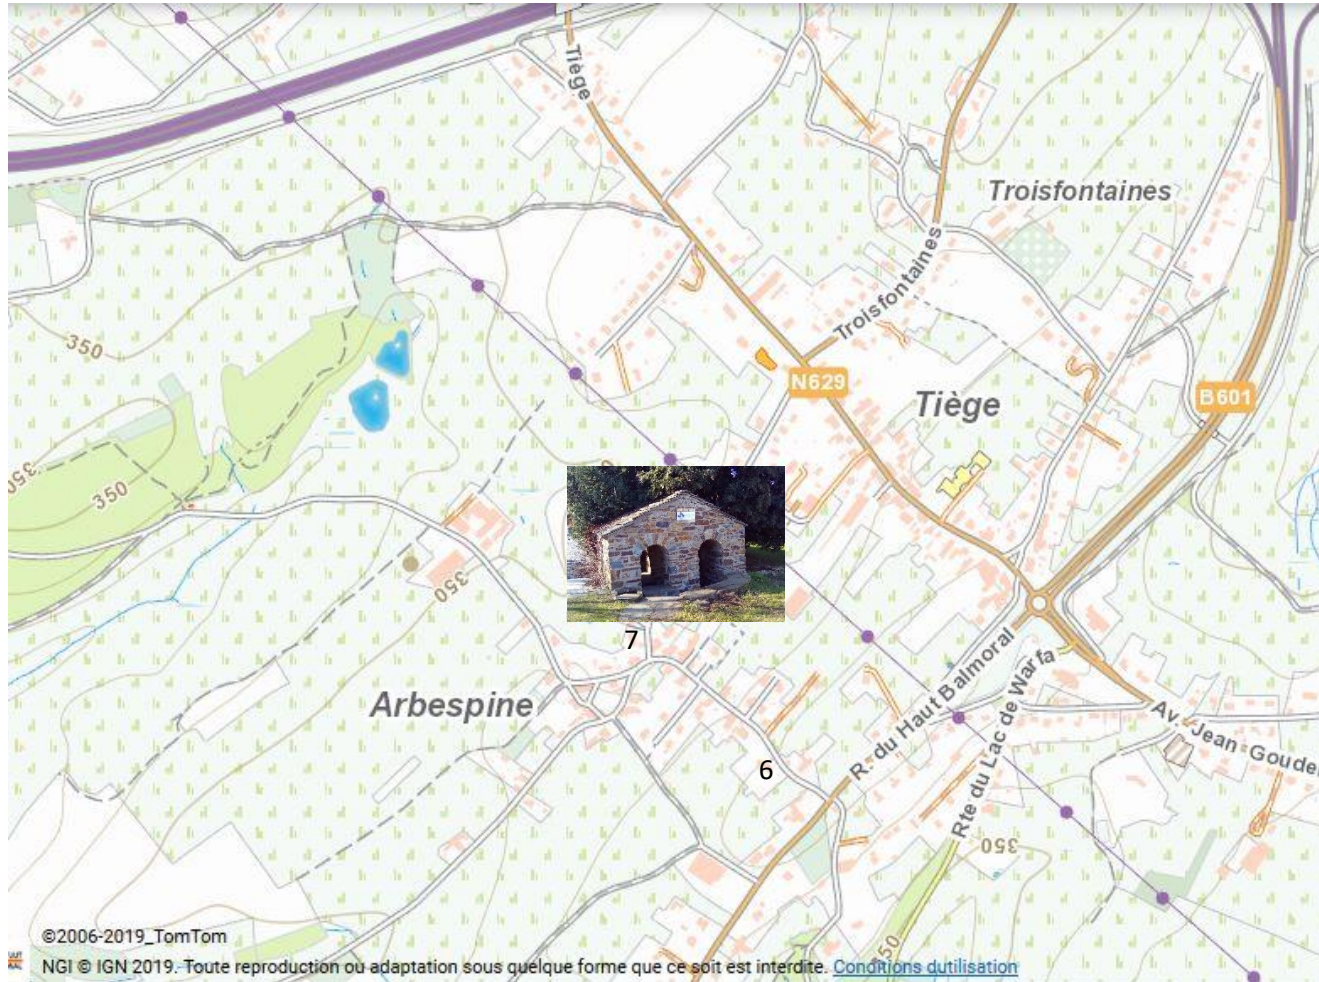 Tiège
Troisfontaines
Troisfontaines
350
N629
Tiège
B601
350
350
350
7
Arbespine
R. du Haut Balmoral
Rte du Lac de Warfa
Av. Jean Goude
6
350
350
©2006-2019_TomTom
NGI © IGN 2019. Toute reproduction ou adaptation sous quelque forme que ce soit est interdite. Conditions dutilisation